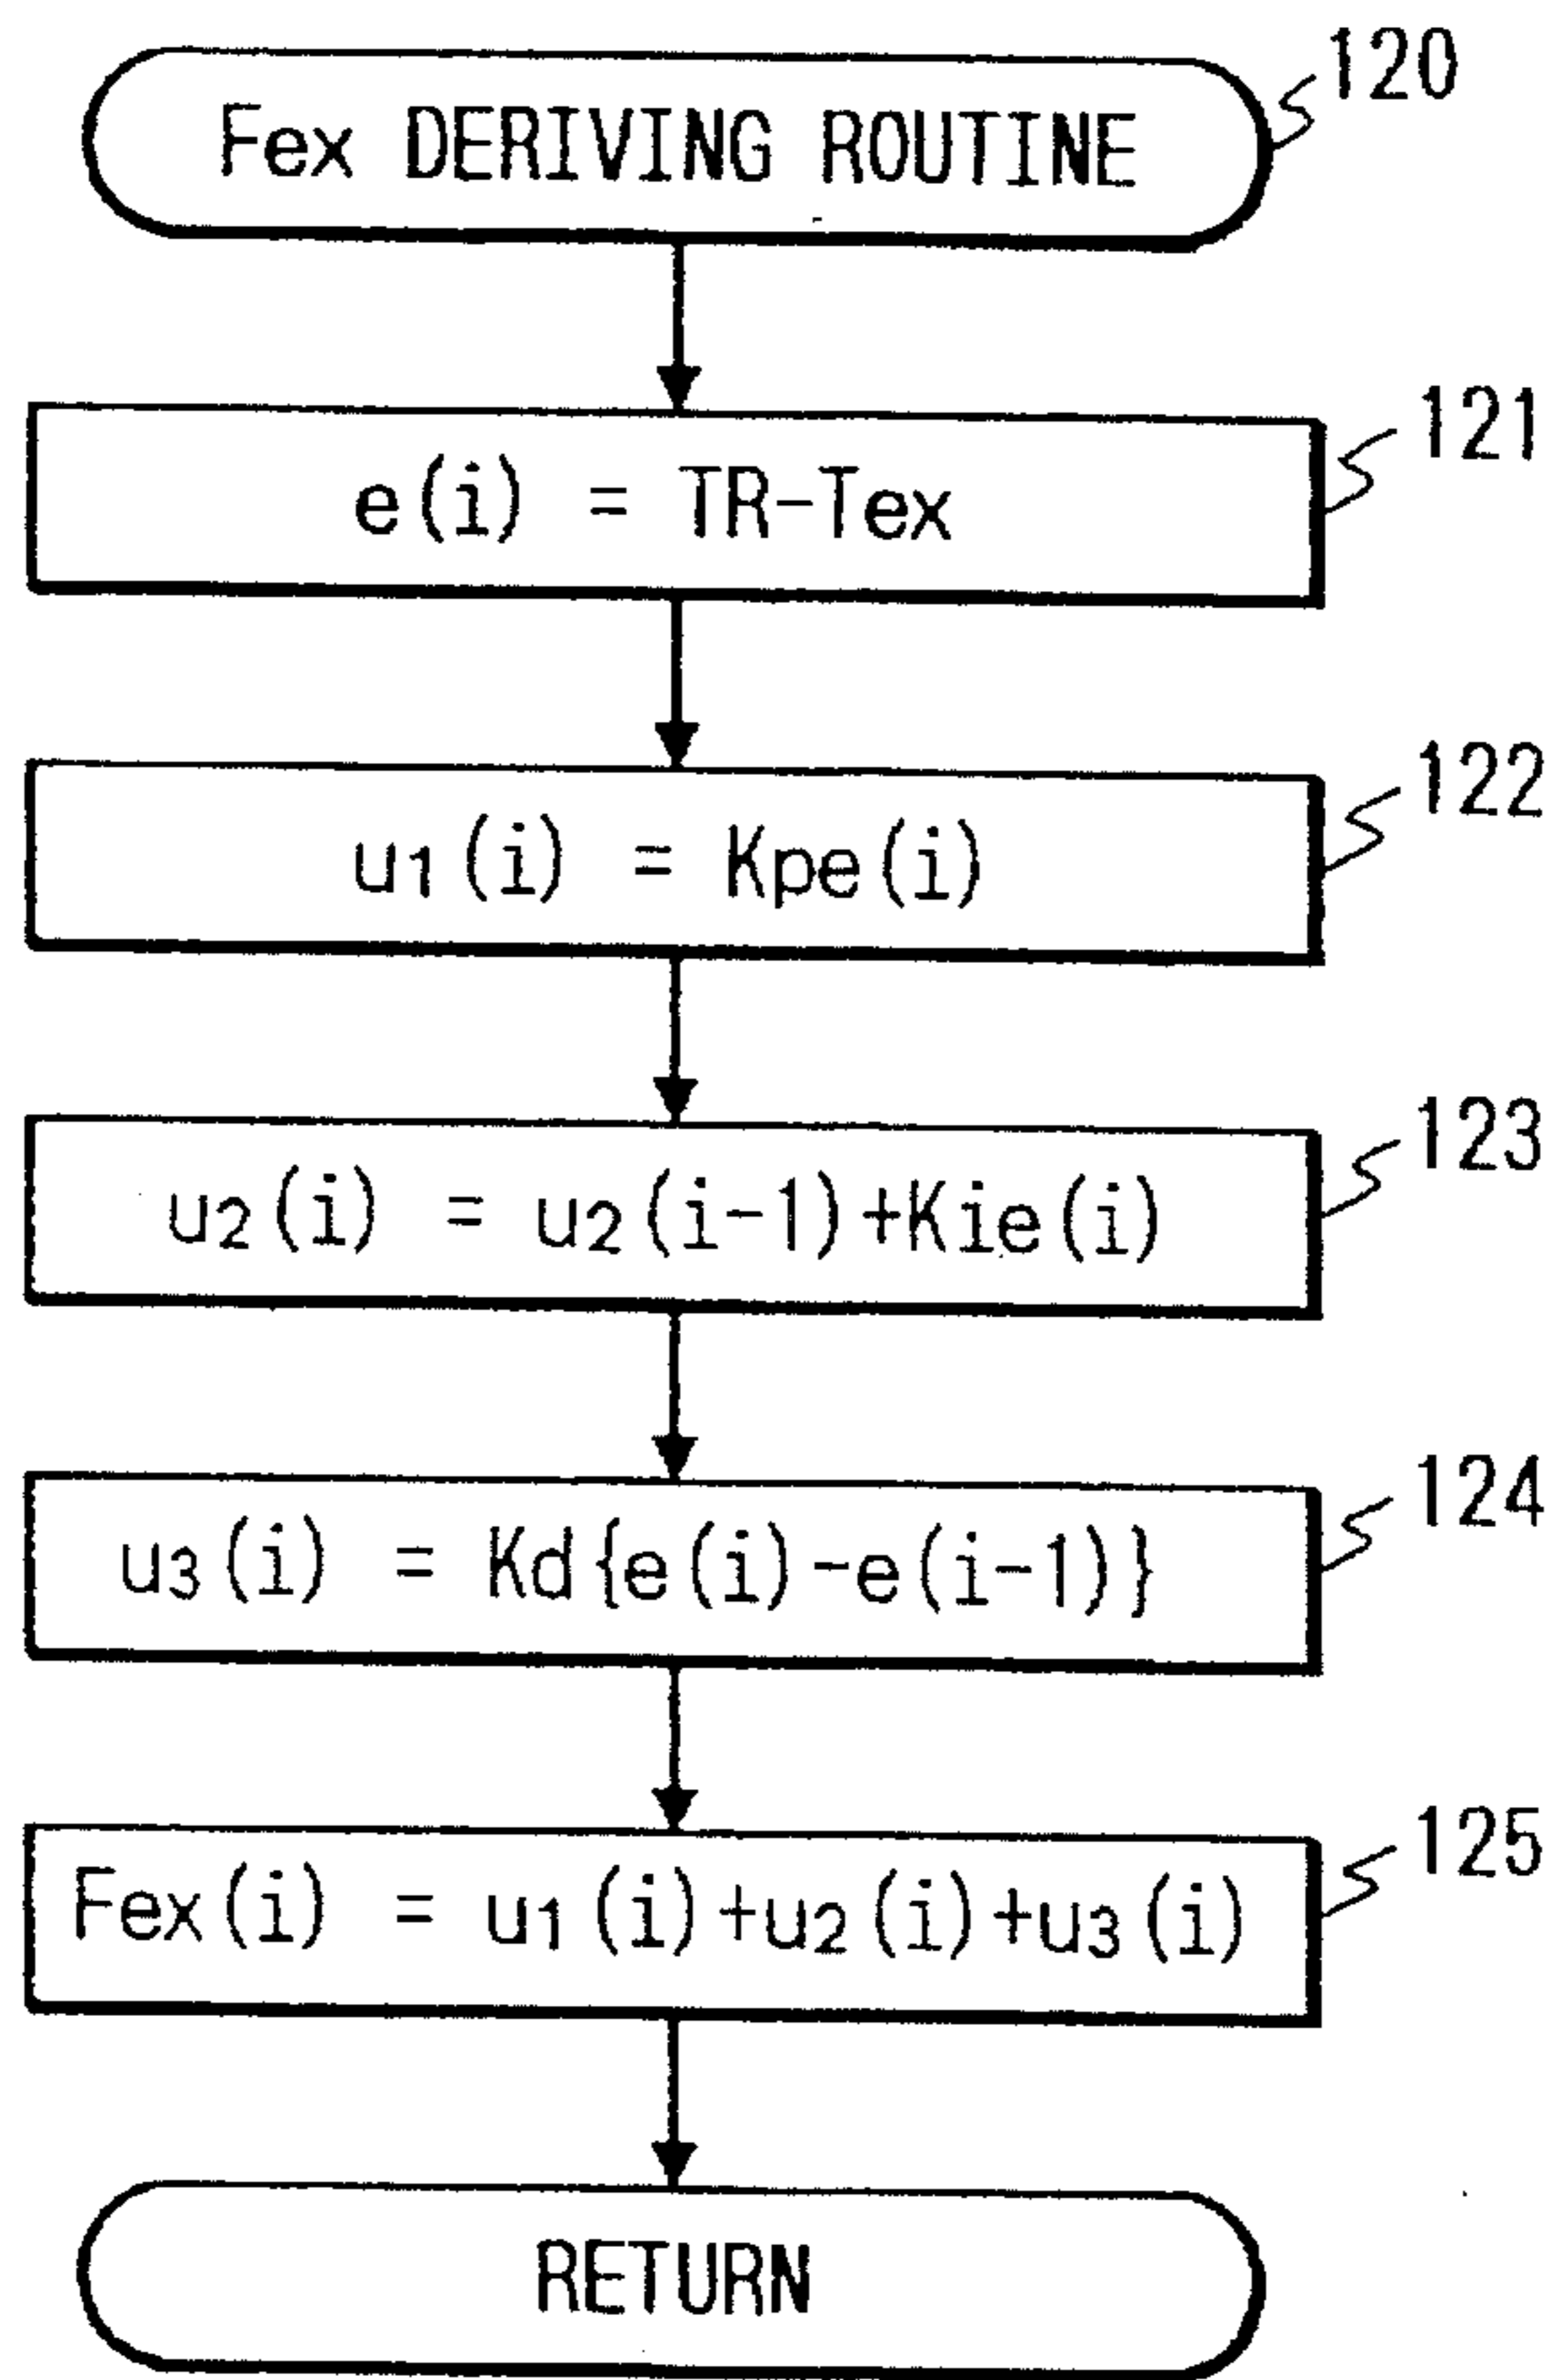 120
Fex DERIVING ROUTINE
121
e(i) = TR-Tex
122
u1(i) = Kpe(i)
123
u2(i) = u2(i-1)+Kie(i)
124
u3(i) = Kd{e(i)-e(i-1)}
125
Fex(i) = u1(i)+u2(i)+u3(i)
RETURN